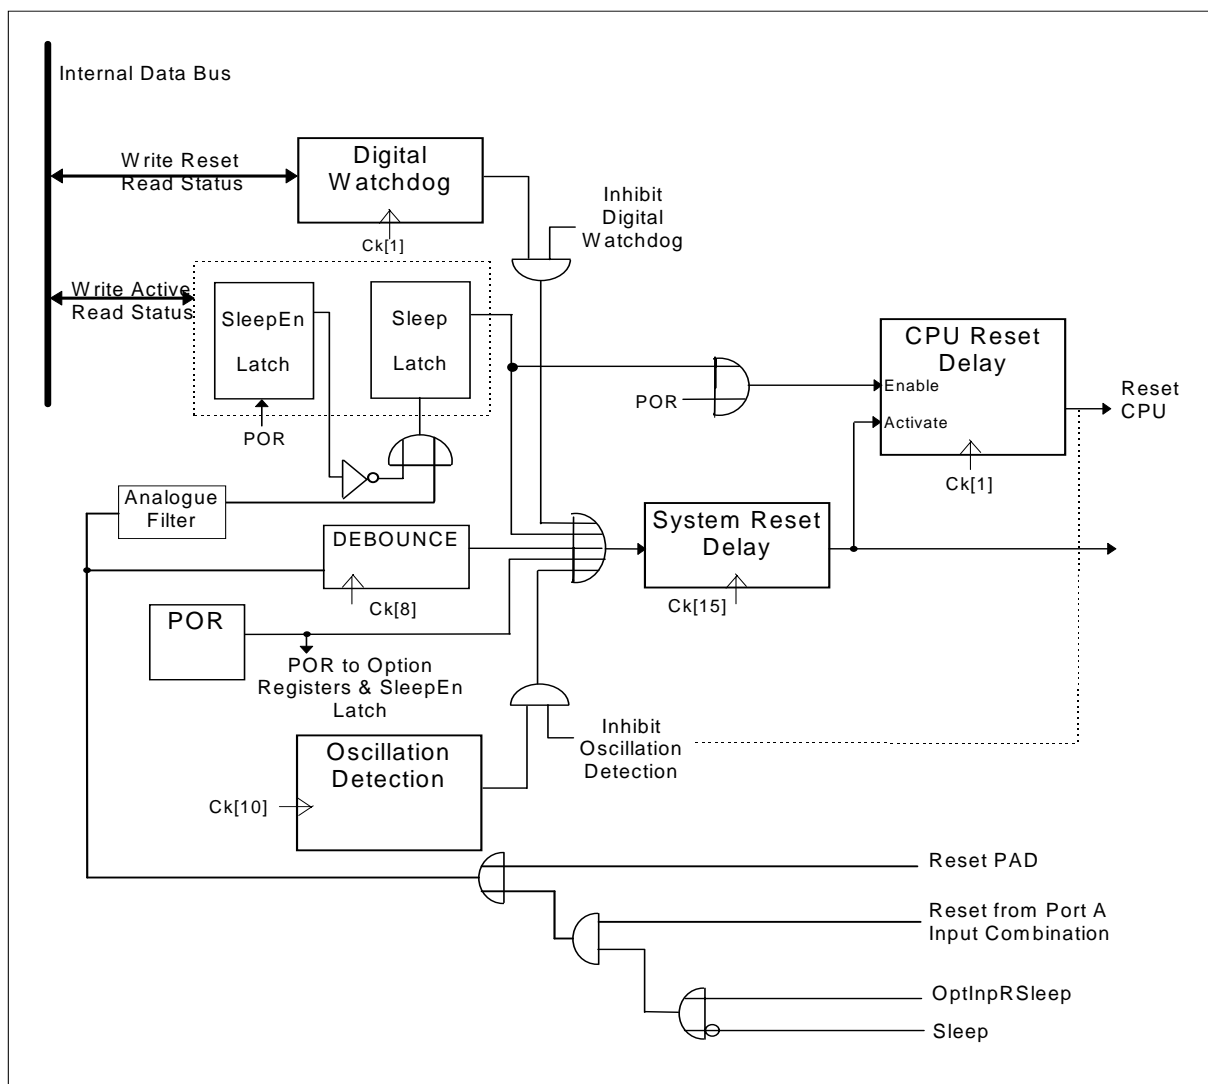 Internal Data Bus
Write Reset
Read Status
Digital
Watchdog
Ck[1]
Inhibit
Digital
Watchdog
Write Active
Read Status
SleepEn
Latch
Sleep
Latch
POR
CPU Reset
Delay
Enable
Activate
Ck[1]
Reset
CPU
POR
Analogue
Filter
DEBOUNCE
Ck[8]
System Reset
Delay
Ck[15]
POR
POR to Option
Registers & SleepEn
Latch
Inhibit
Oscillation
Detection
Oscillation
Detection
Ck[10]
Reset PAD
Reset from Port A
Input Combination
OptInpRSleep
Sleep